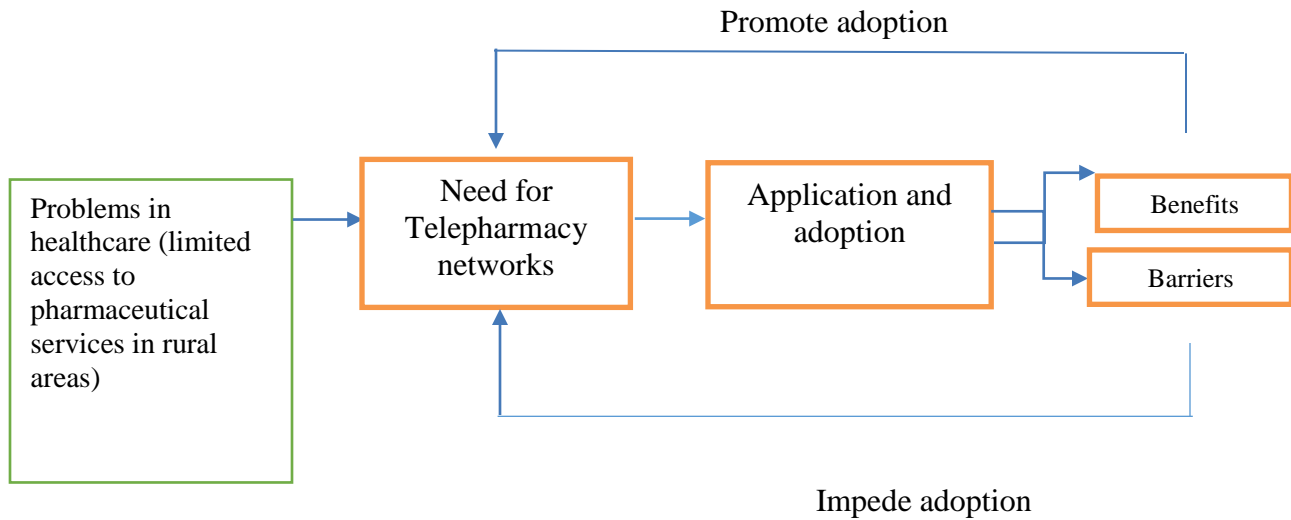 Promote adoption
Problems in
healthcare (limited
access to
pharmaceutical
services in rural
areas)
Need for
Telepharmacy
networks
Application and
adoption
Benefits
Barriers
Impede adoption